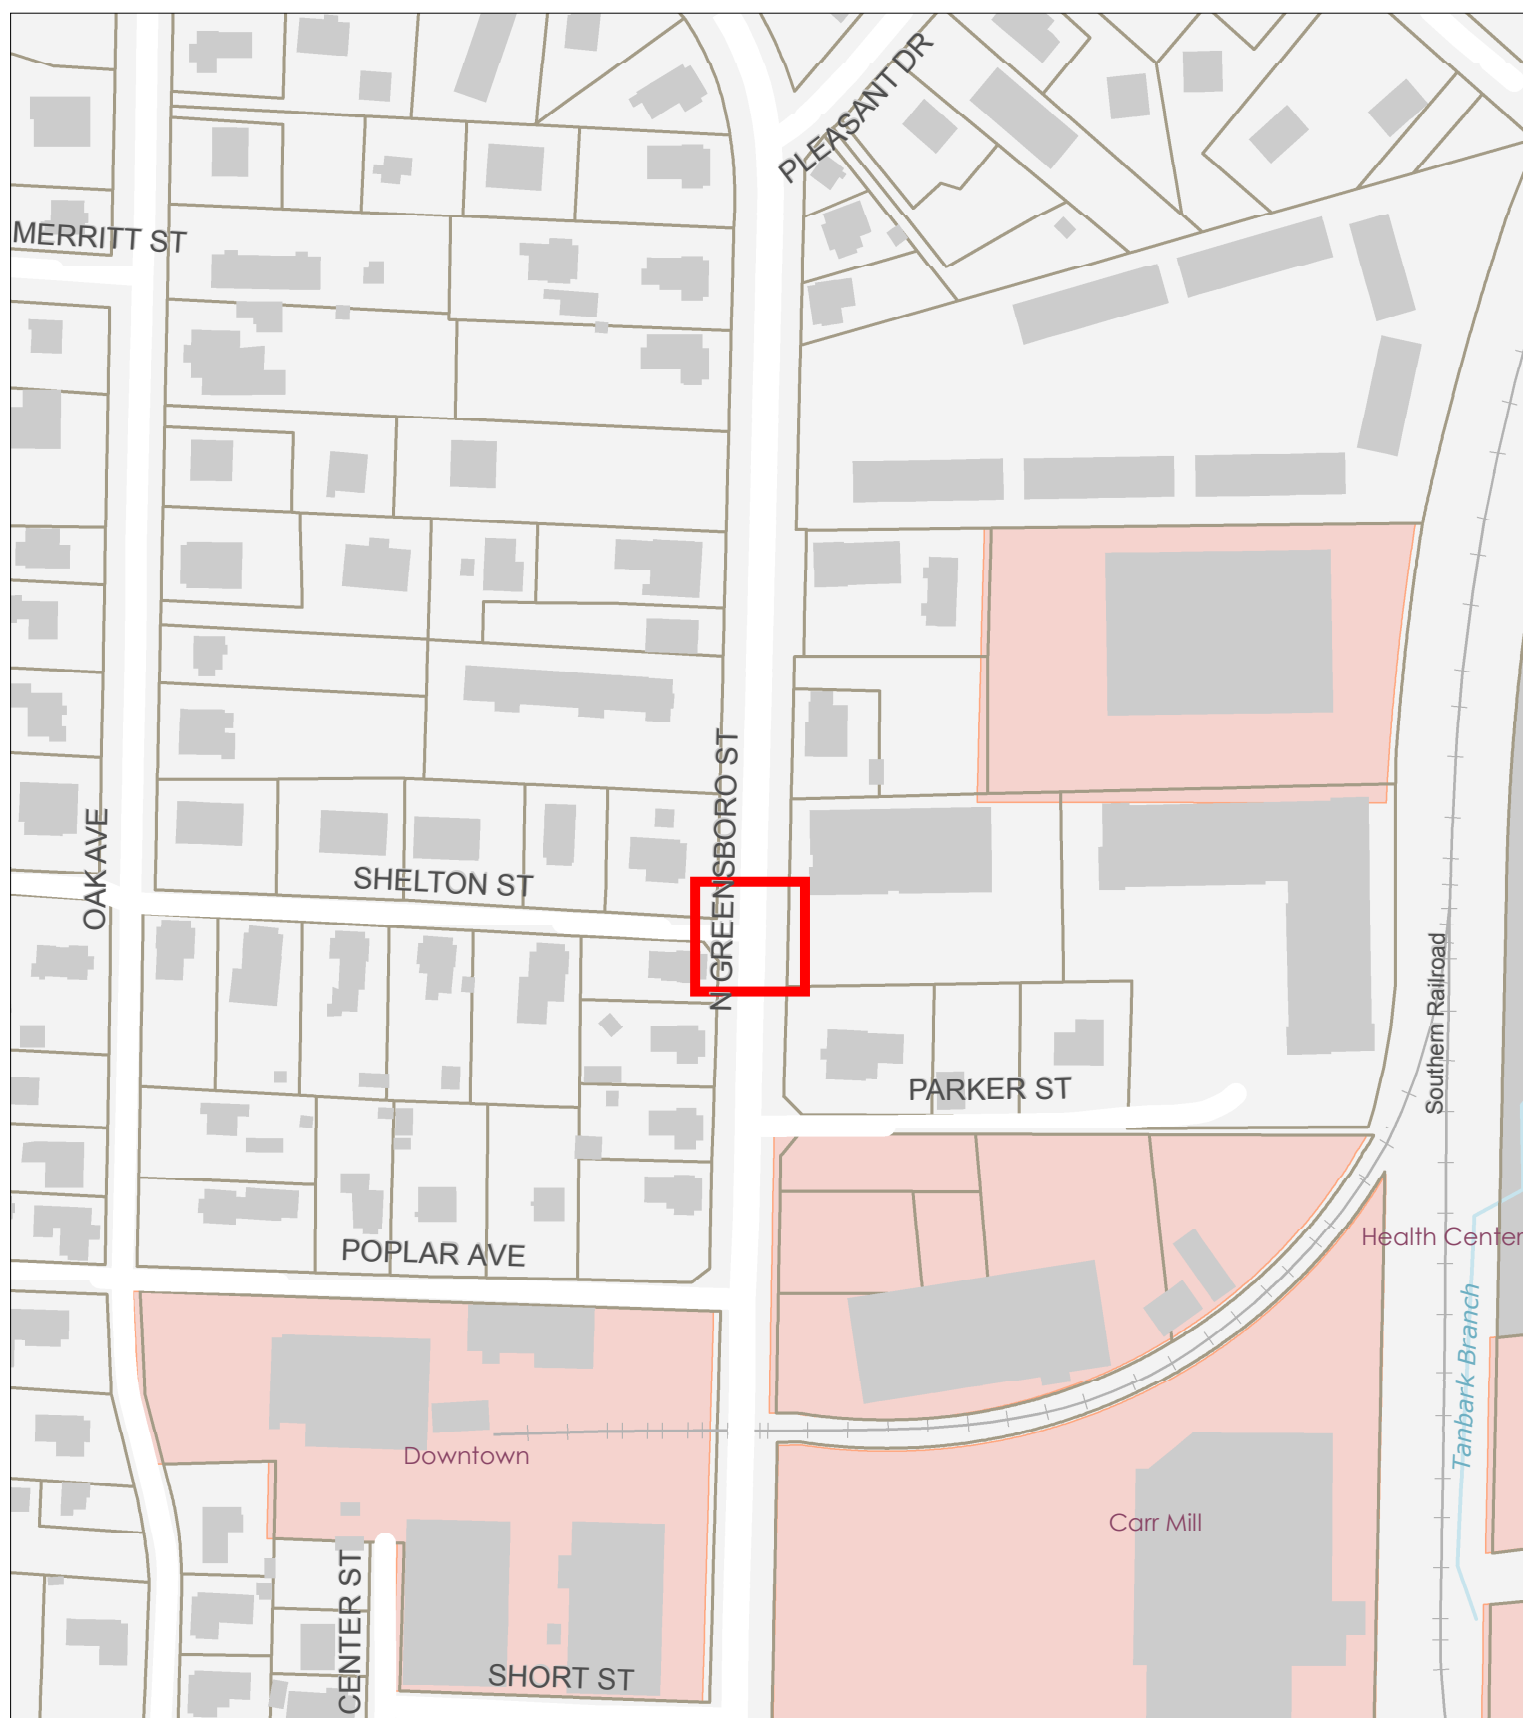 PLEASANT DR
MERRITT ST
N GREENSBORO ST
OAK AVE
SHELTON ST
Southern Railroad
PARKER ST
Health Center
POPLAR AVE
Tanbark Branch
Downtown
Carr Mill
CENTER ST
SHORT ST